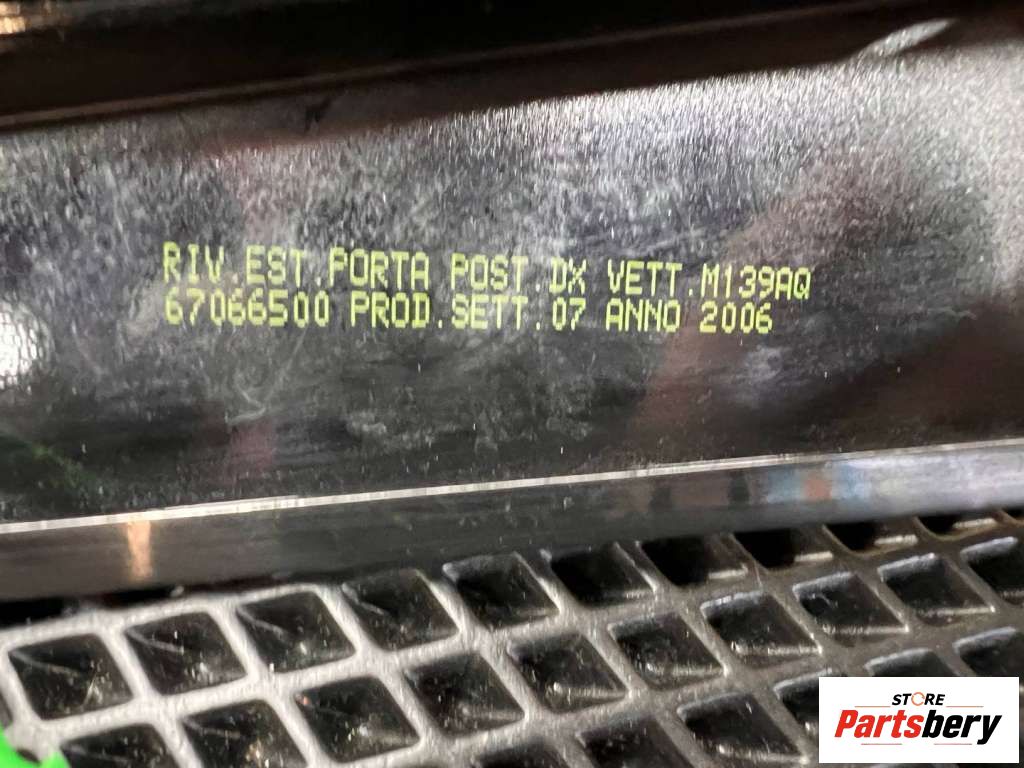 RIV.EST.PORTA POST.DX VETT.M139AQ
67066500 PROD.SETT.07 ANNO 2006
STORE
Partsbery